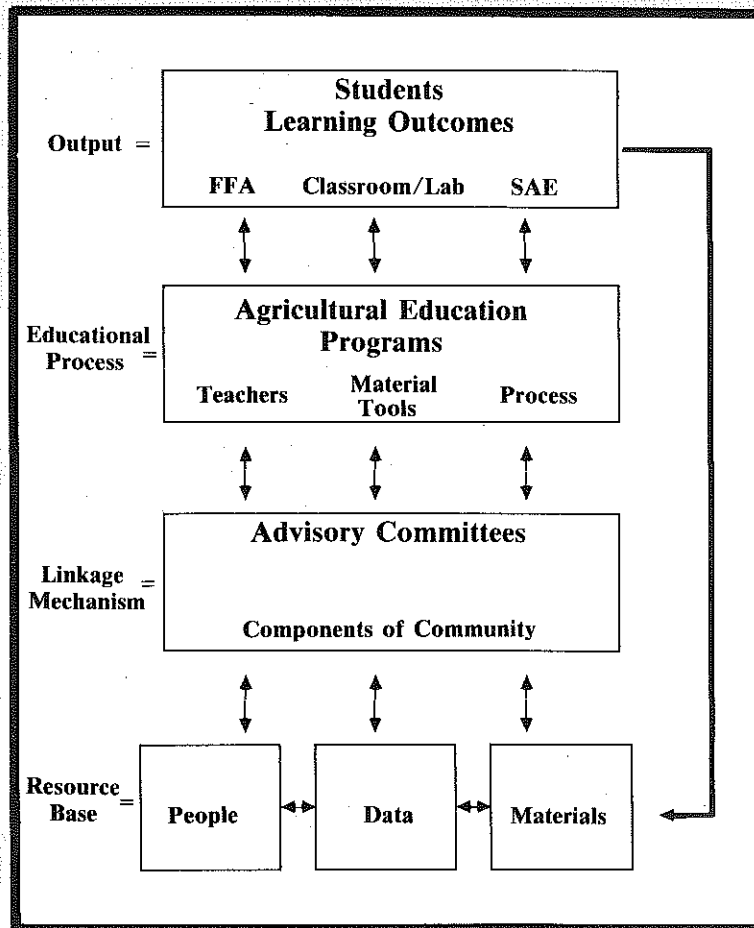 Students
Learning Outcomes
Output =
FFA Classroom/Lab SAE
Agricultural Education
Programs
Educational
Process =
Teachers Material
Tools Process
Advisory Committees
Linkage =
Mechanism
Components of Community
Resource
Base =
People Data Materials